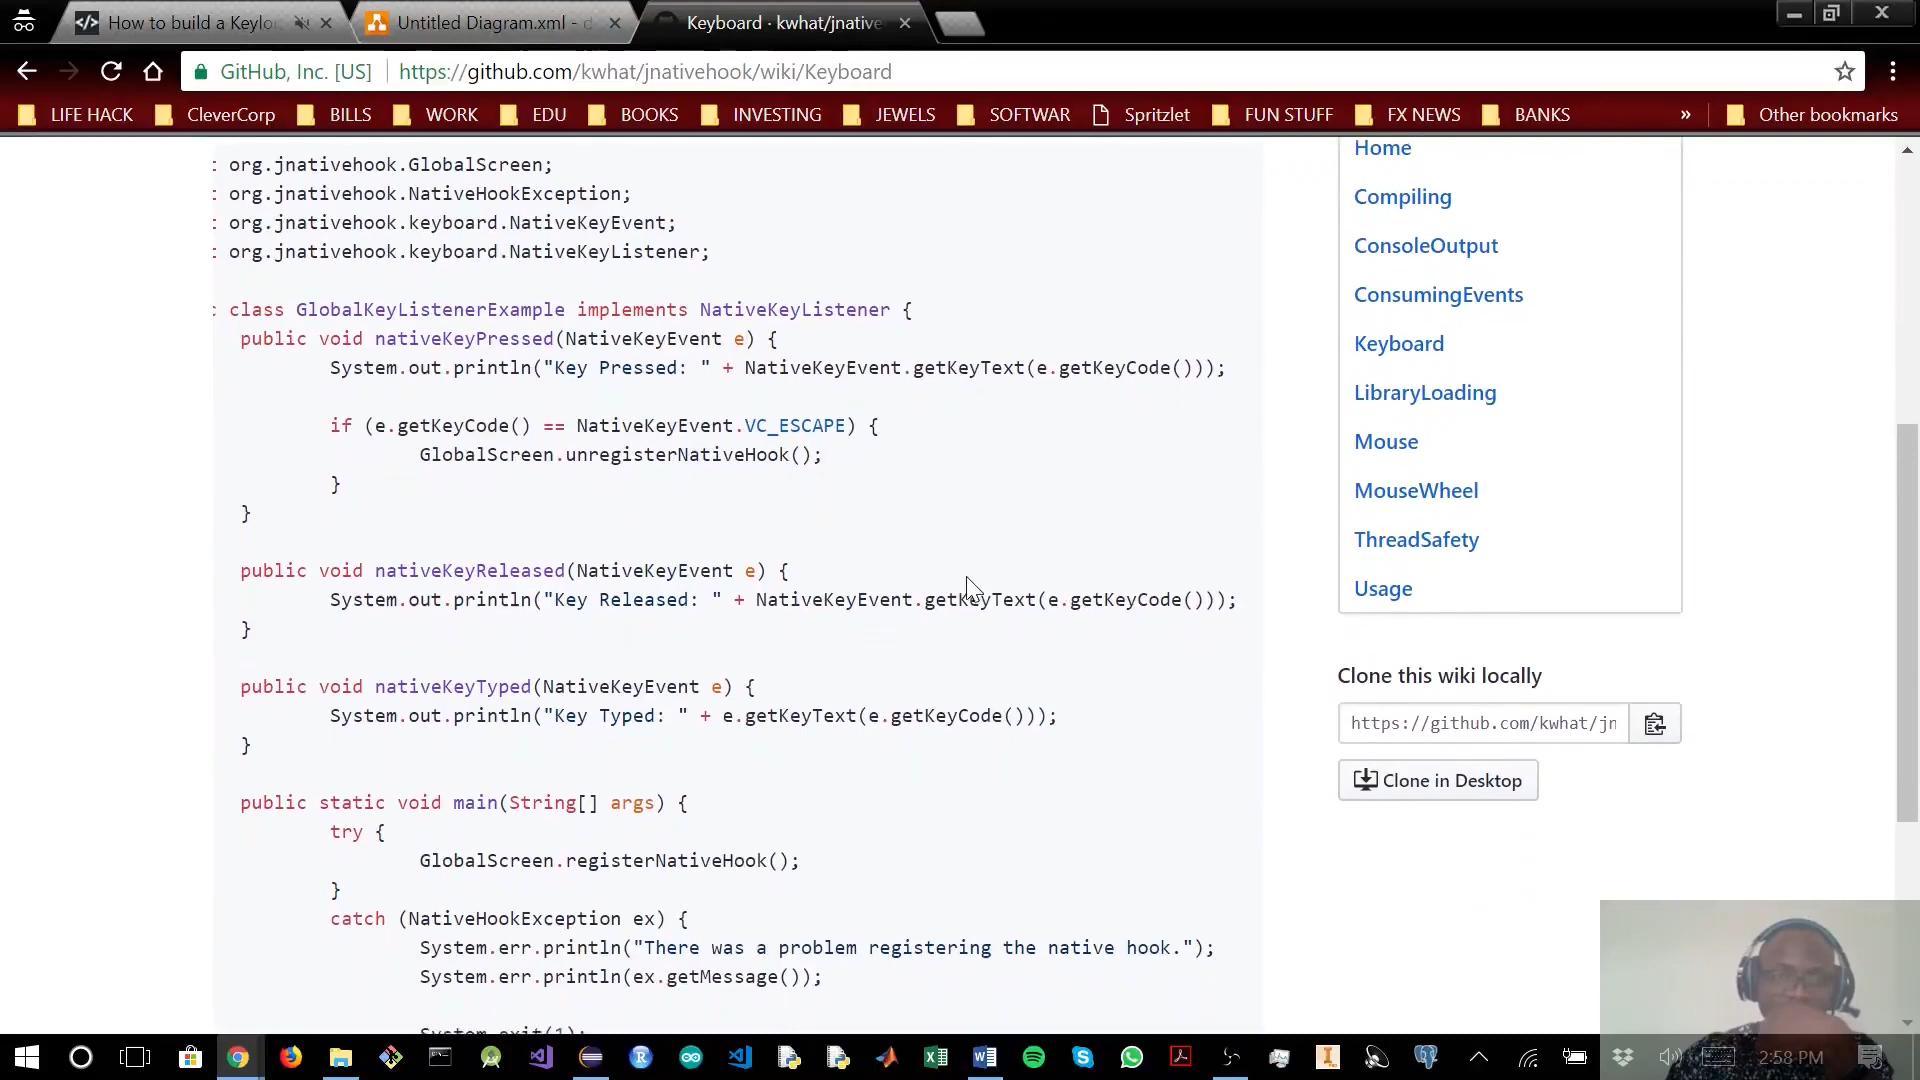 How to build a Keylo
Untitled Diagram.xml - d
Keyboard · kwhat/jnative
GitHub, Inc. [US]
https://github.com/kwhat/jnativehook/wiki/Keyboard
LIFE HACK
CleverCorp
BILLS
WORK
EDU
BOOKS
INVESTING
JEWELS
SOFTWAR
Spritzlet
FUN STUFF
FX NEWS
BANKS
»
Other bookmarks
org.jnativehook.GlobalScreen;
org.jnativehook.NativeHookException;
org.jnativehook.keyboard.NativeKeyEvent;
org.jnativehook.keyboard.NativeKeyListener;
class GlobalKeyListenerExample implements NativeKeyListener {
public void nativeKeyPressed(NativeKeyEvent e) {
System.out.println("Key Pressed: " + NativeKeyEvent.getKeyText(e.getKeyCode()));
if (e.getKeyCode() == NativeKeyEvent.VC_ESCAPE) {
GlobalScreen.unregisterNativeHook();
}
}
public void nativeKeyReleased(NativeKeyEvent e) {
System.out.println("Key Released: " + NativeKeyEvent.getKeyText(e.getKeyCode()));
}
public void nativeKeyTyped(NativeKeyEvent e) {
System.out.println("Key Typed: " + e.getKeyText(e.getKeyCode()));
}
public static void main(String[] args) {
try {
GlobalScreen.registerNativeHook();
}
catch (NativeHookException ex) {
System.err.println("There was a problem registering the native hook.");
System.err.println(ex.getMessage());
System.exit(1);
Home
Compiling
ConsoleOutput
ConsumingEvents
Keyboard
LibraryLoading
Mouse
MouseWheel
ThreadSafety
Usage
Clone this wiki locally
https://github.com/kwhat/jn
Clone in Desktop
2:58 PM